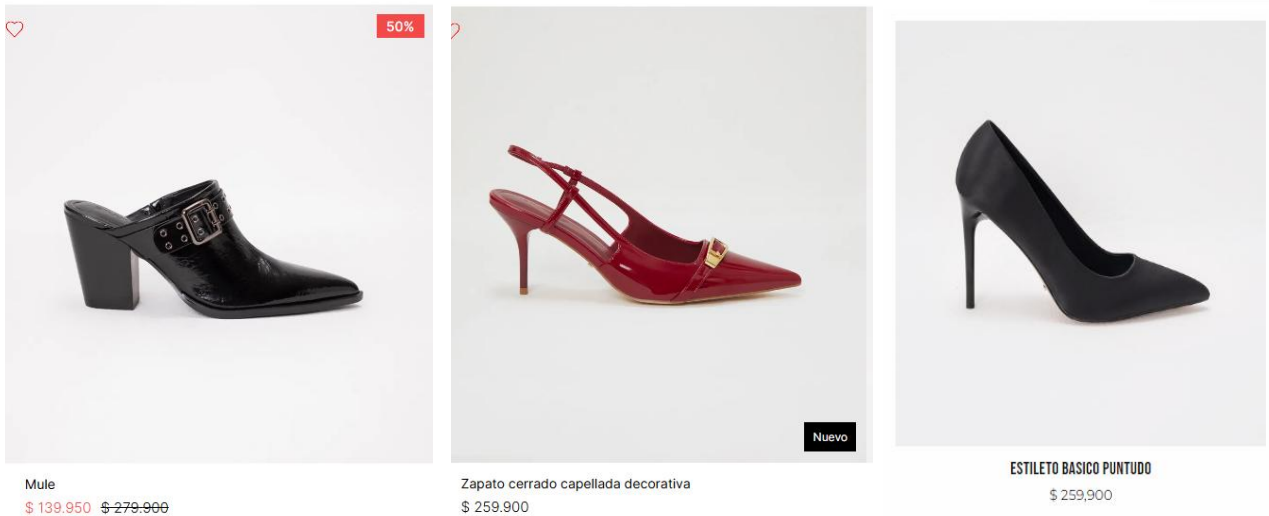 50%
Nuevo
Mule
$ 139.950 $ 279.900
Zapato cerrado capellada decorativa
$ 259.900
ESTILETO BASICO PUNTUDO
$ 259,900